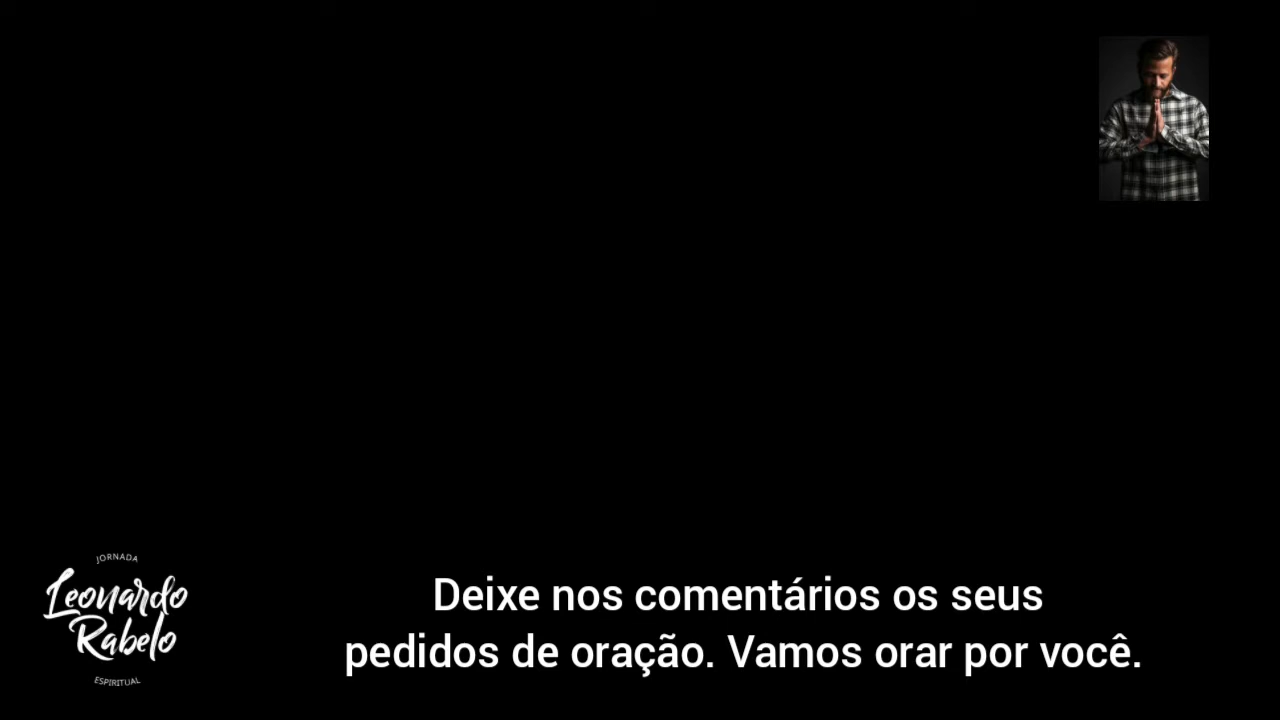 JORNADA
Leonardo
Rabelo
ESPIRITUAL
Deixe nos comentários os seus
pedidos de oração. Vamos orar por você.